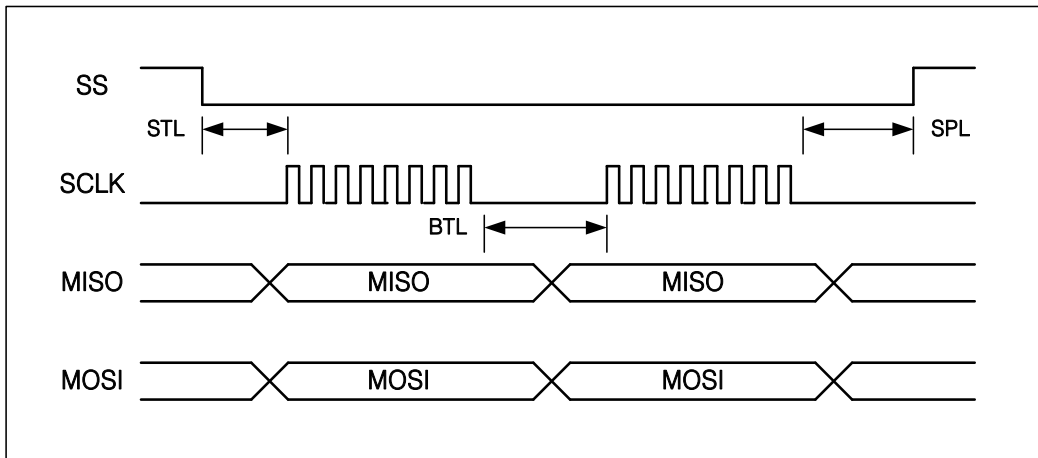 SS
STL
SPL
SCLK
BTL
MISO MISO MISO
MOSI MOSI MOSI